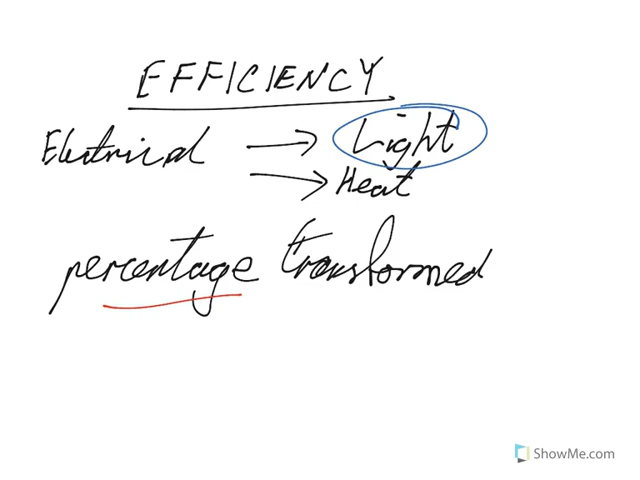 EFFICIENCY
Electrical → Light
→ Heat
percentage transformed
ShowMe.com